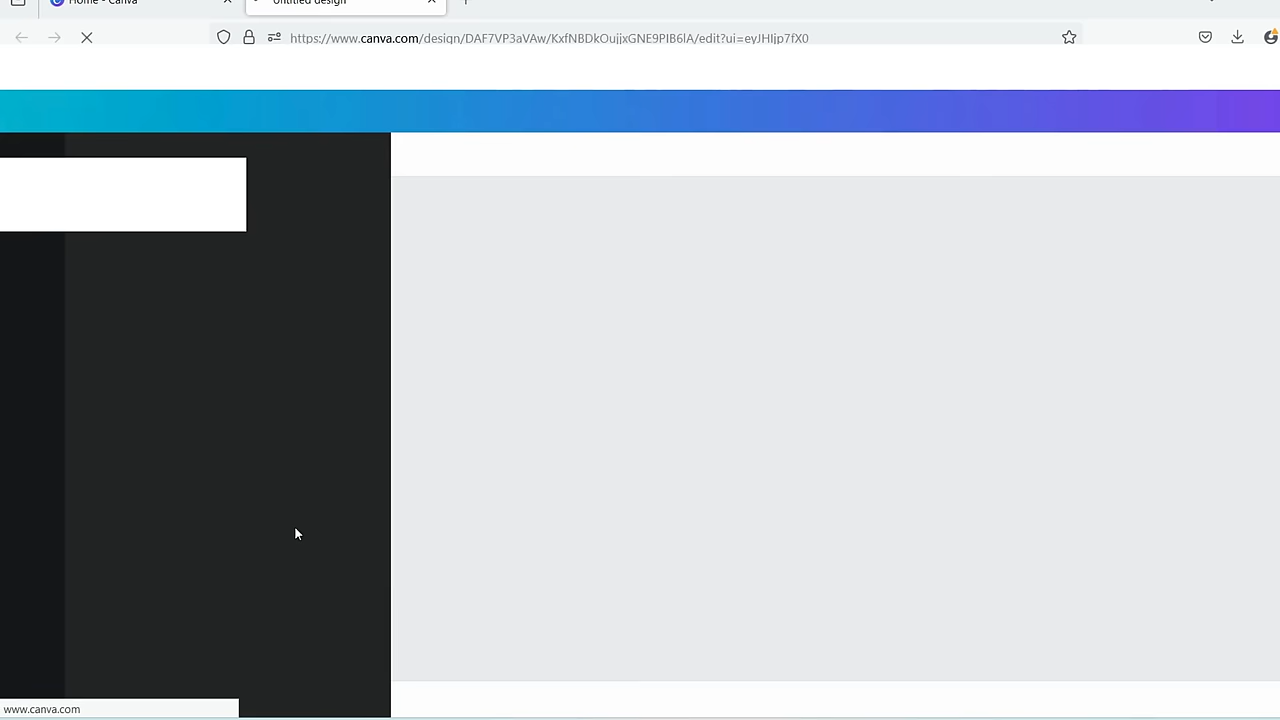 Home - Canva
Untitled design
https://www.canva.com/design/DAF7VP3aVAw/KxfNBDkOujjxGNE9PIB6lA/edit?ui=eyJHIjp7fX0
www.canva.com